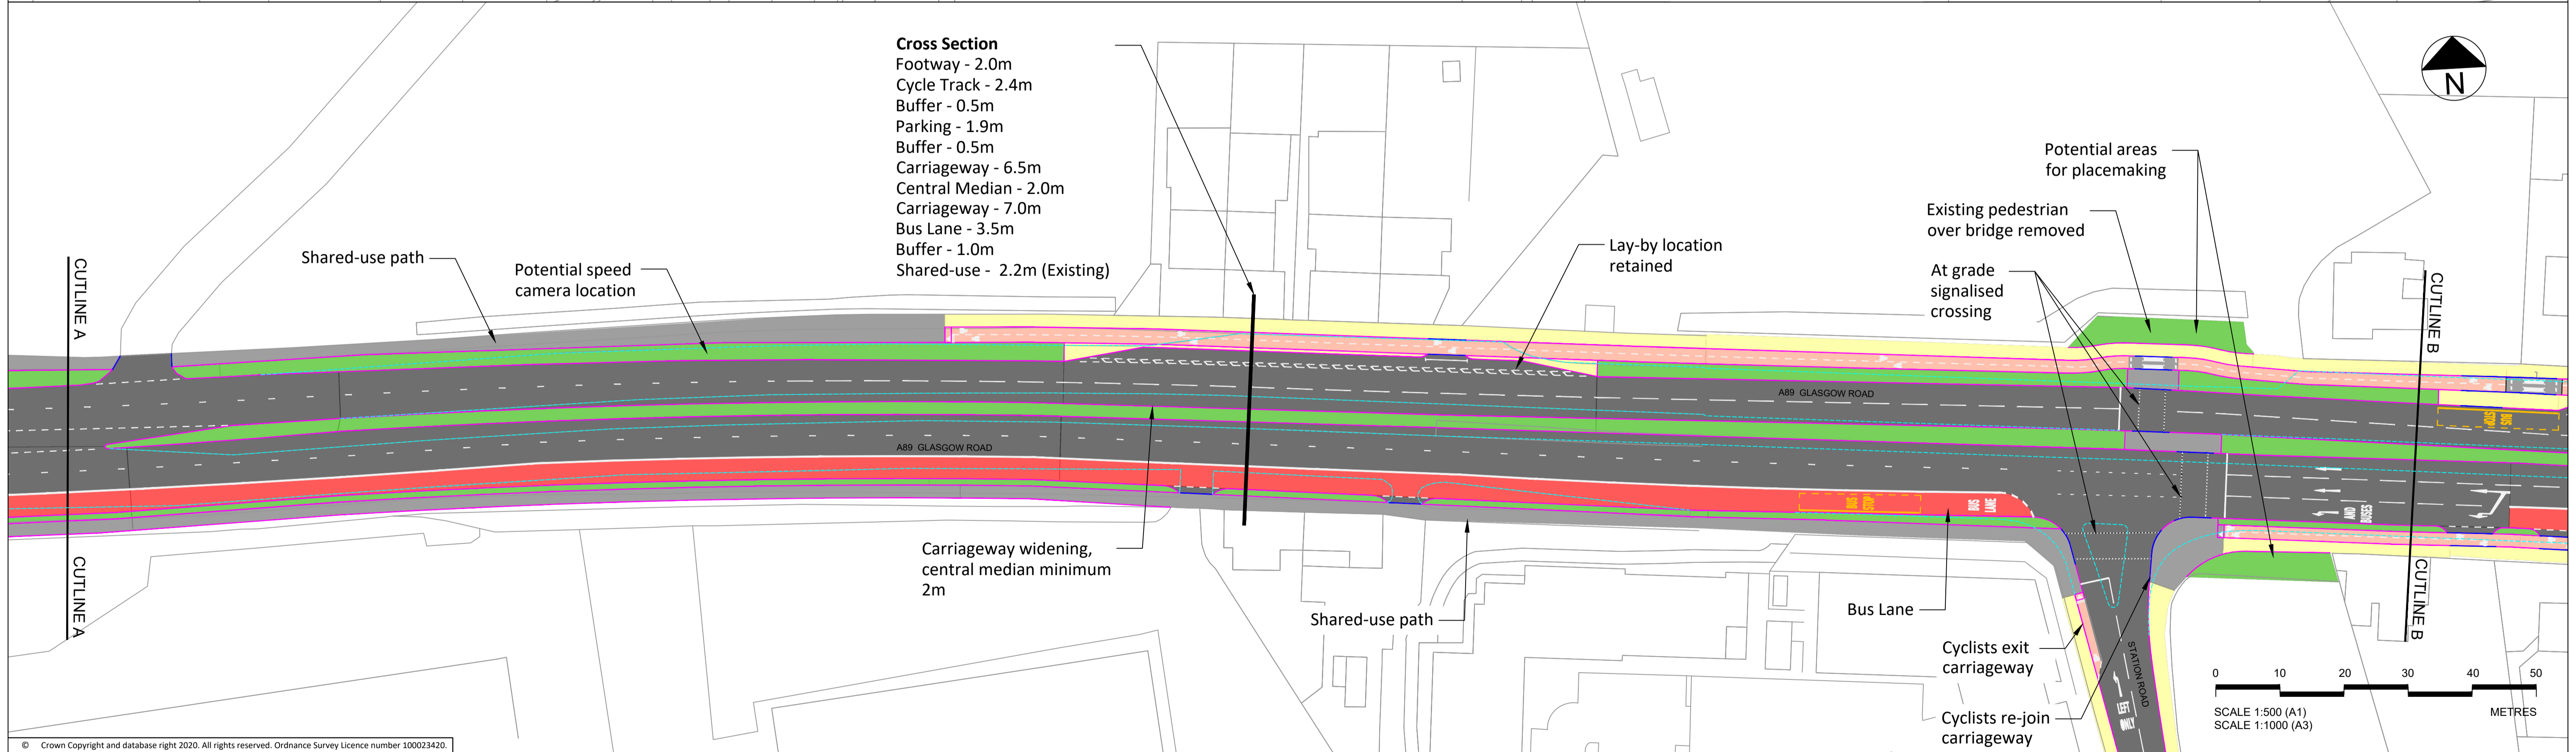 Cross Section
Footway - 2.0m
Cycle Track - 2.4m
Buffer - 0.5m
Parking - 1.9m
Buffer - 0.5m
Carriageway - 6.5m
Central Median - 2.0m
Carriageway - 7.0m
Bus Lane - 3.5m
Buffer - 1.0m
Shared-use - 2.2m (Existing)
N
Potential areas
for placemaking
Existing pedestrian
over bridge removed
At grade
signalised
crossing
Lay-by location
retained
Shared-use path
Potential speed
camera location
CUTLINE A
CUTLINE B
A89 GLASGOW ROAD
BUS
STOP
A89 GLASGOW ROAD
BUS
STOP
BUS
LANE
AND
BUSES
Carriageway widening,
central median minimum
2m
Shared-use path
Bus Lane
CUTLINE A
CUTLINE B
Cyclists exit
carriageway
Cyclists re-join
carriageway
STATION ROAD
LEFT
ONLY
0 10 20 30 40 50
SCALE 1:500 (A1)
SCALE 1:1000 (A3)
METRES
© Crown Copyright and database right 2020. All rights reserved. Ordnance Survey Licence number 100023420.